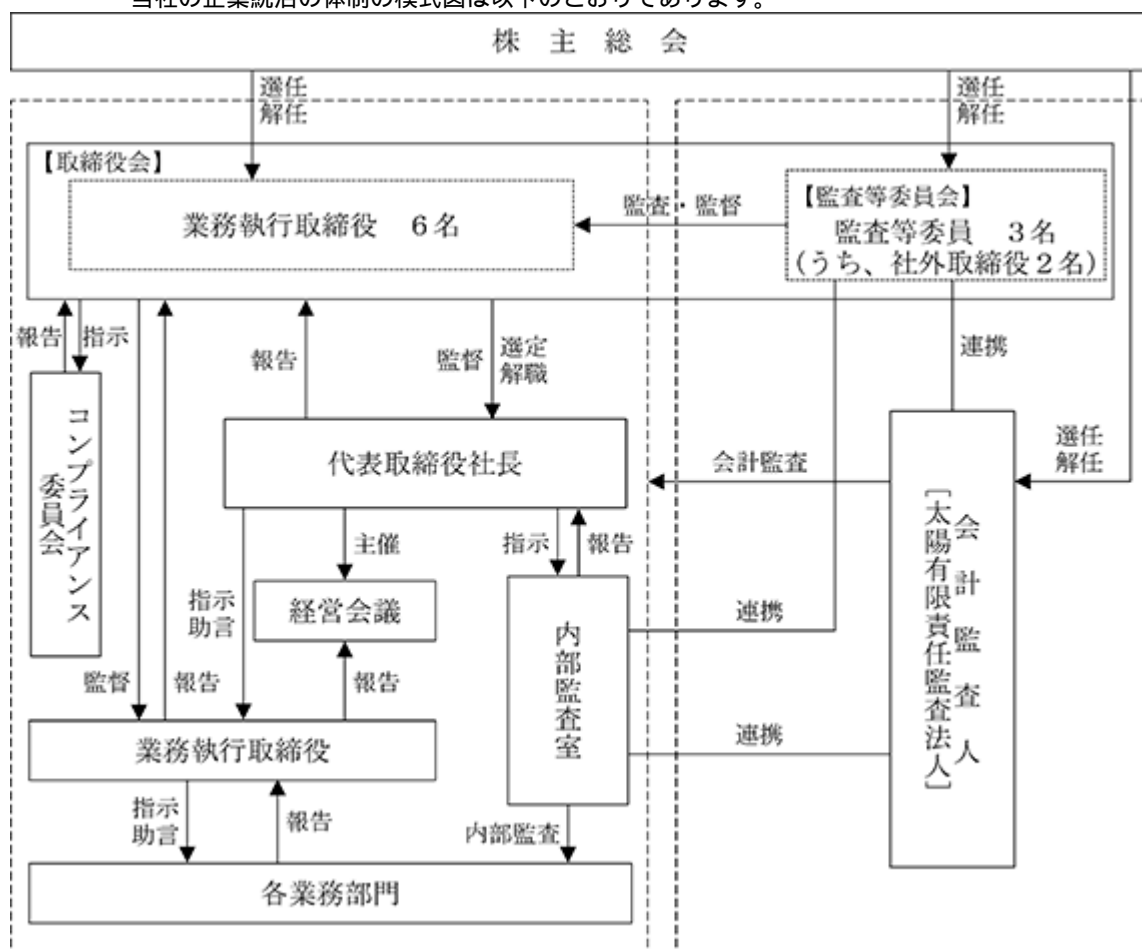 当社の企業統治の体制の模式図は以下のとおりであります。
株主総会
選任
解任
選任
解任
【取締役会】
業務執行取締役 6名
監査・監督
【監査等委員会】
監査等委員 3名
(うち、社外取締役2名)
報告
指示
報告
監督
選定
解職
連携
コンプライアンス
委員会
代表取締役社長
会計監査
選任
解任
会計監査人
[太陽有限責任監査法人]
指示
助言
主催
指示
報告
経営会議
内部監査室
連携
監督
報告
報告
連携
業務執行取締役
指示
助言
報告
内部監査
各業務部門